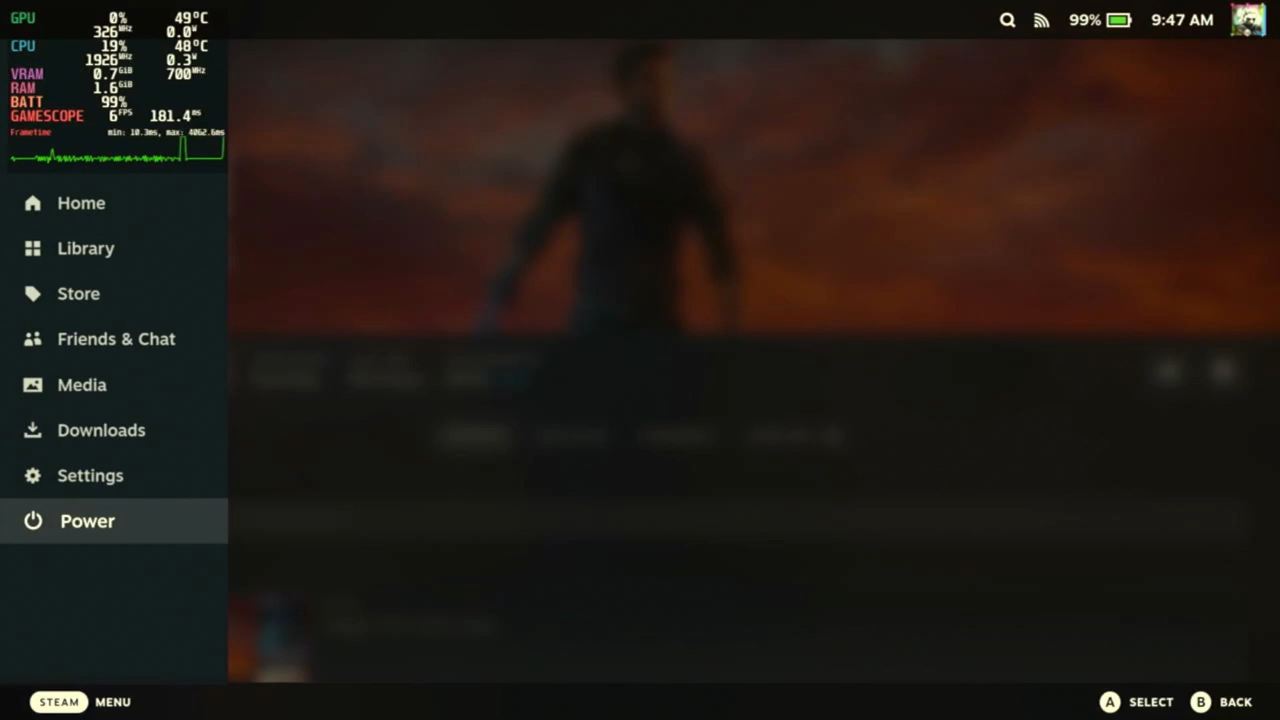 GPU 0% 49°C
326MHz 0.0W
CPU 19% 48°C
1926MHz 0.3W
VRAM 0.7GiB 700MHz
RAM 1.6GiB
BATT 99%
GAMESCOPE 6FPS 181.4ms
Frametime min: 10.3ms, max: 4062.6ms
99% 9:47 AM
Home
Library
Store
Friends & Chat
Media
Downloads
Settings
Power
STEAM MENU
A SELECT B BACK